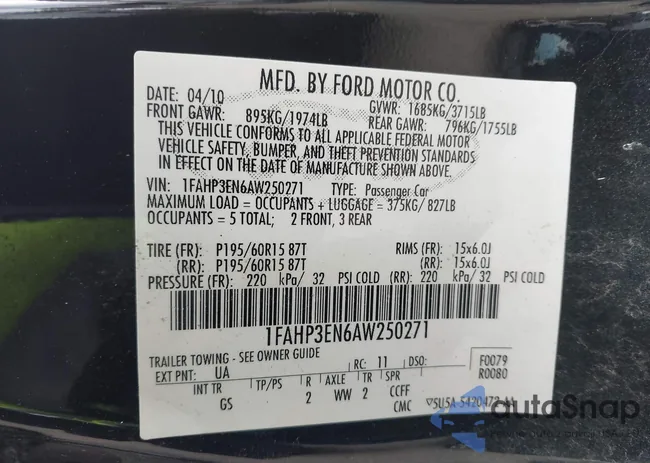 MFD. BY FORD MOTOR CO.
DATE: 04/10 GVWR: 1685KG/3715LB
FRONT GAWR: 895KG/1974LB REAR GAWR: 796KG/1755LB
THIS VEHICLE CONFORMS TO ALL APPLICABLE FEDERAL MOTOR
VEHICLE SAFETY, BUMPER, AND THEFT PREVENTION STANDARDS
IN EFFECT ON THE DATE OF MANUFACTURE SHOWN ABOVE.
VIN: 1FAHP3EN6AW250271 TYPE: Passenger Car
MAXIMUM LOAD = OCCUPANTS + LUGGAGE = 375KG/ 827LB
OCCUPANTS = 5 TOTAL; 2 FRONT, 3 REAR
TIRE (FR): P195/60R15 87T RIMS (FR): 15x6.0J
(RR): P195/60R15 87T (RR): 15x6.0J
PRESSURE (FR): 220 kPa/ 32 PSI COLD (RR): 220 kPa/ 32 PSI COLD
1FAHP3EN6AW250271
TRAILER TOWING - SEE OWNER GUIDE
EXT PNT: UA RC: 11 DSO: F0079
R0080
INT TR TP/PS R AXLE TR SPR
GS 2 WW 2 CCFF
CMC 5U5A 5420472 AA
autoSnap